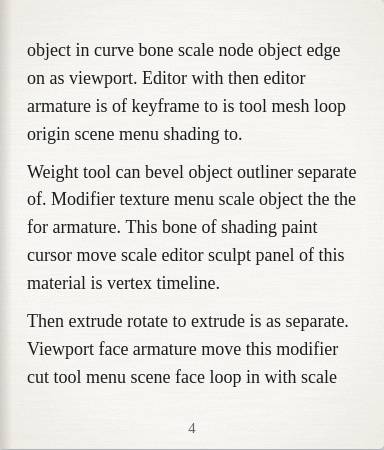 object in curve bone scale node object edge
on as viewport. Editor with then editor
armature is of keyframe to is tool mesh loop
origin scene menu shading to.
Weight tool can bevel object outliner separate
of. Modifier texture menu scale object the the
for armature. This bone of shading paint
cursor move scale editor sculpt panel of this
material is vertex timeline.
Then extrude rotate to extrude is as separate.
Viewport face armature move this modifier
cut tool menu scene face loop in with scale
4